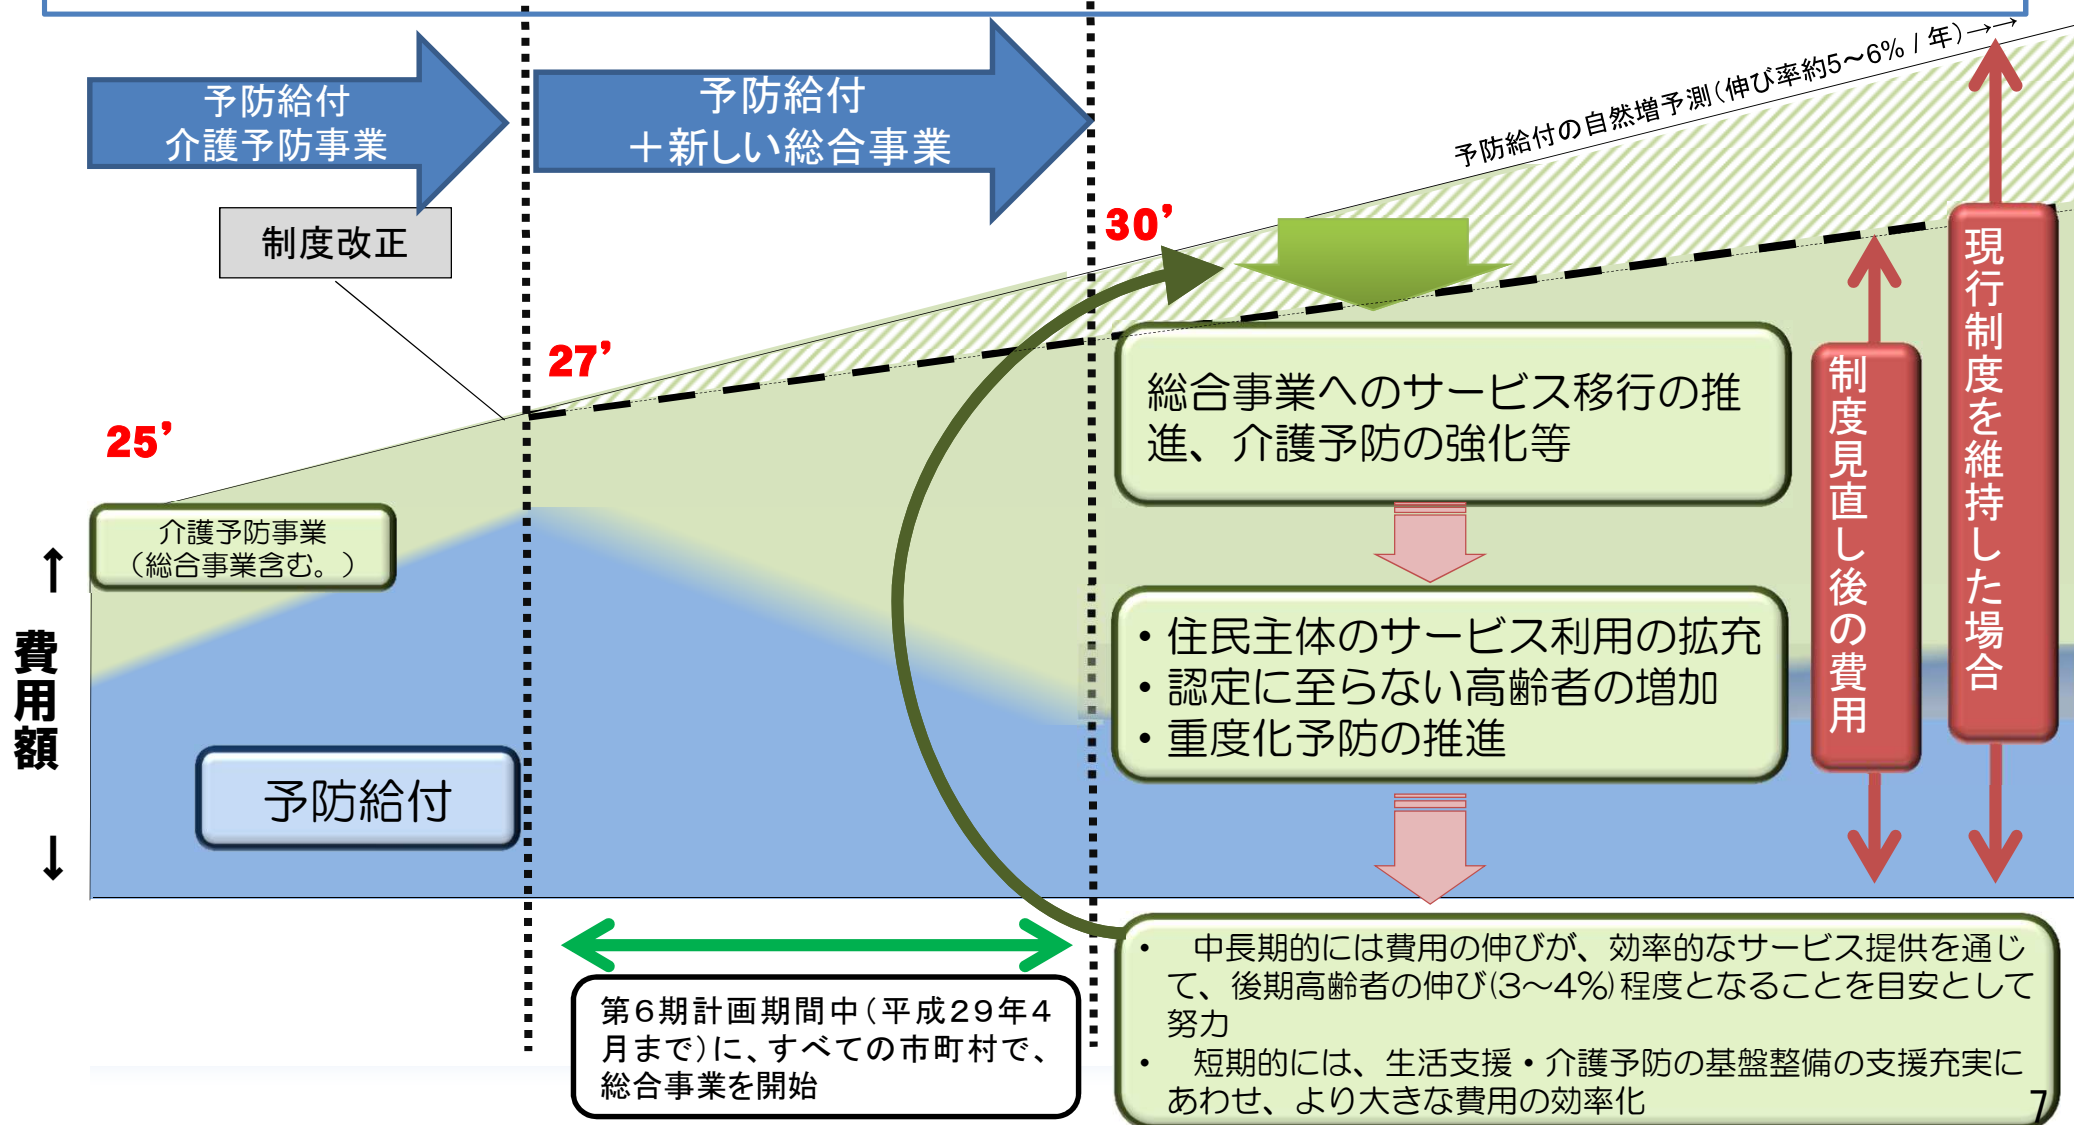 予防給付
介護予防事業
予防給付
＋新しい総合事業
予防給付の自然増予測（伸び率約5～6% / 年）→→
制度改正
25’
27’
30’
介護予防事業
（総合事業含む。）
↑
費用額
↓
予防給付
総合事業へのサービス移行の推
進、介護予防の強化等
・住民主体のサービス利用の拡充
・認定に至らない高齢者の増加
・重度化予防の推進
制度見直し後の費用
現行制度を維持した場合
第6期計画期間中（平成29年4
月まで）に、すべての市町村で、
総合事業を開始
・　中長期的には費用の伸びが、効率的なサービス提供を通じ
て、後期高齢者の伸び(3～4%)程度となることを目安として
努力
・　短期的には、生活支援・介護予防の基盤整備の支援充実に
あわせ、より大きな費用の効率化
7